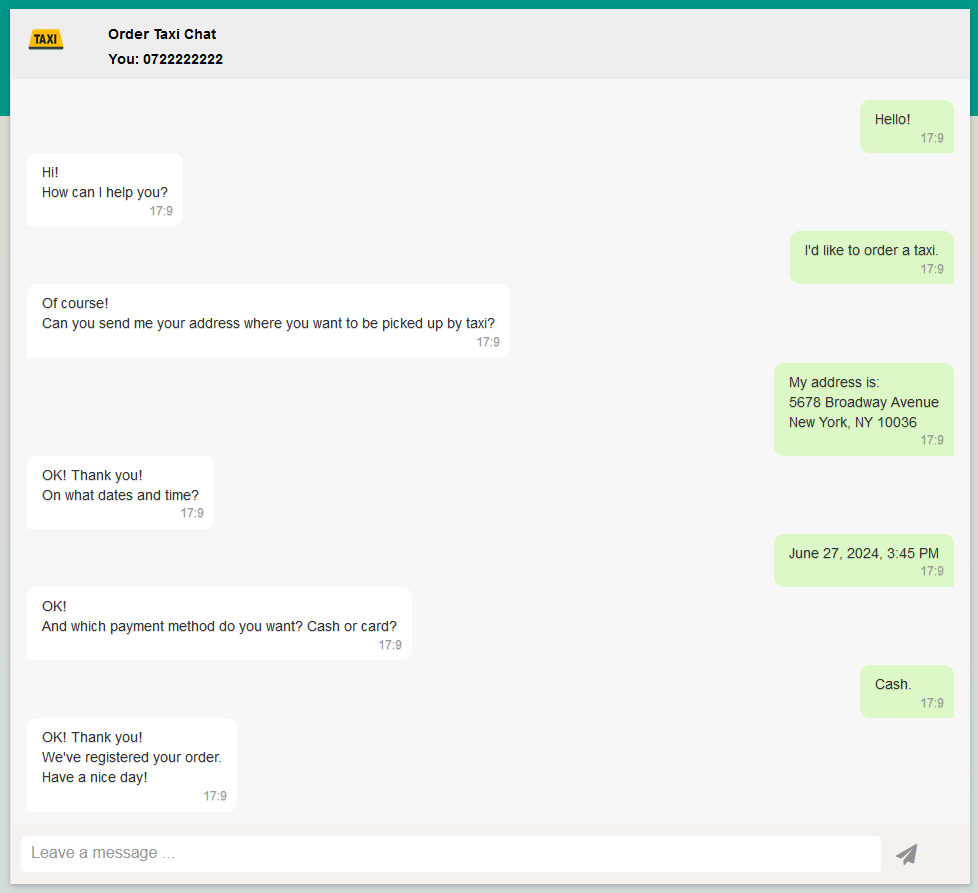 TAXI
Order Taxi Chat
You: 0722222222
Hello!
17:9
Hi!
How can I help you?
17:9
I'd like to order a taxi.
17:9
Of course!
Can you send me your address where you want to be picked up by taxi?
17:9
My address is:
5678 Broadway Avenue
New York, NY 10036
17:9
OK! Thank you!
On what dates and time?
17:9
June 27, 2024, 3:45 PM
17:9
OK!
And which payment method do you want? Cash or card?
17:9
Cash.
17:9
OK! Thank you!
We've registered your order.
Have a nice day!
17:9
Leave a message ...